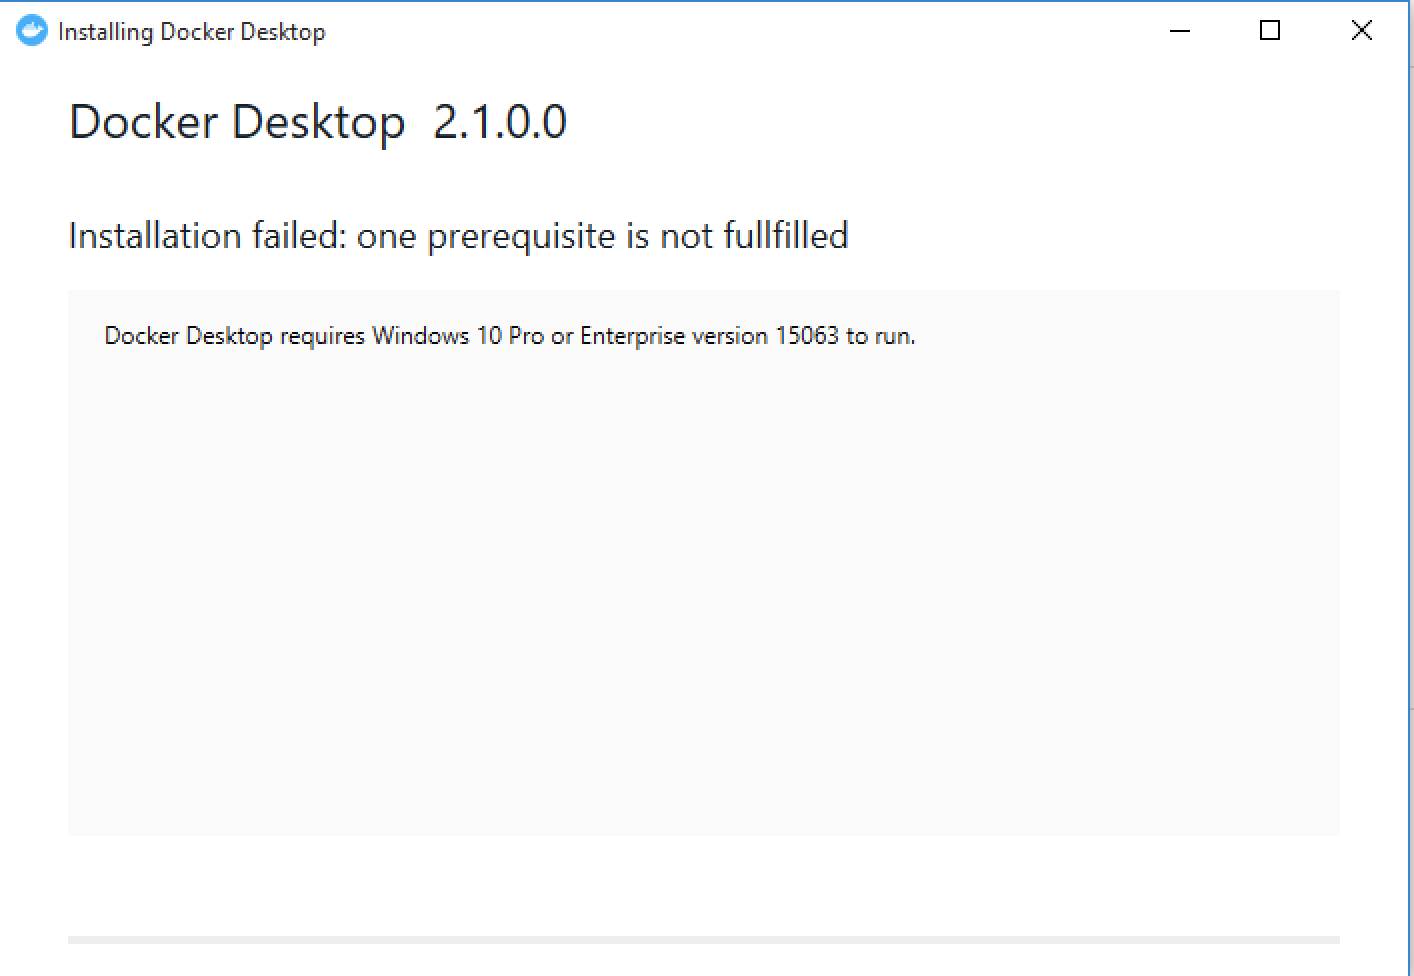 Installing Docker Desktop
Docker Desktop 2.1.0.0
Installation failed: one prerequisite is not fullfilled
Docker Desktop requires Windows 10 Pro or Enterprise version 15063 to run.